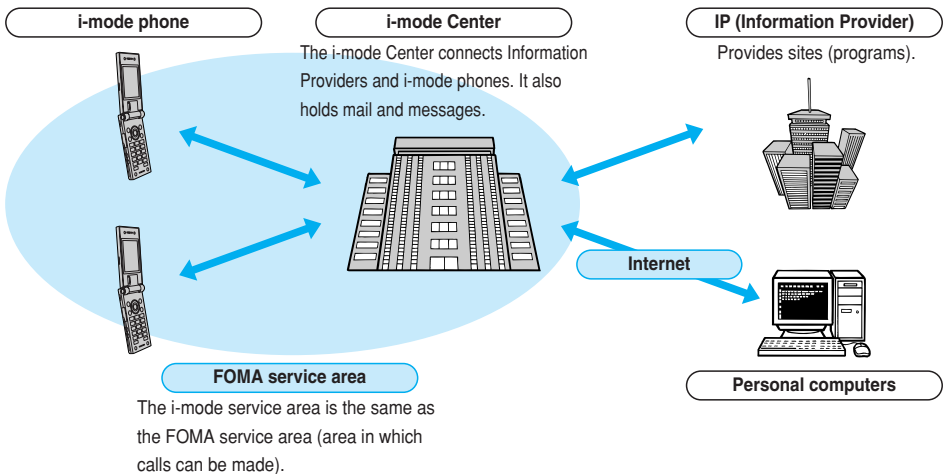 i-mode phone
i-mode Center
The i-mode Center connects Information
Providers and i-mode phones. It also
holds mail and messages.
IP (Information Provider)
Provides sites (programs).
Internet
Personal computers
FOMA service area
The i-mode service area is the same as
the FOMA service area (area in which
calls can be made).